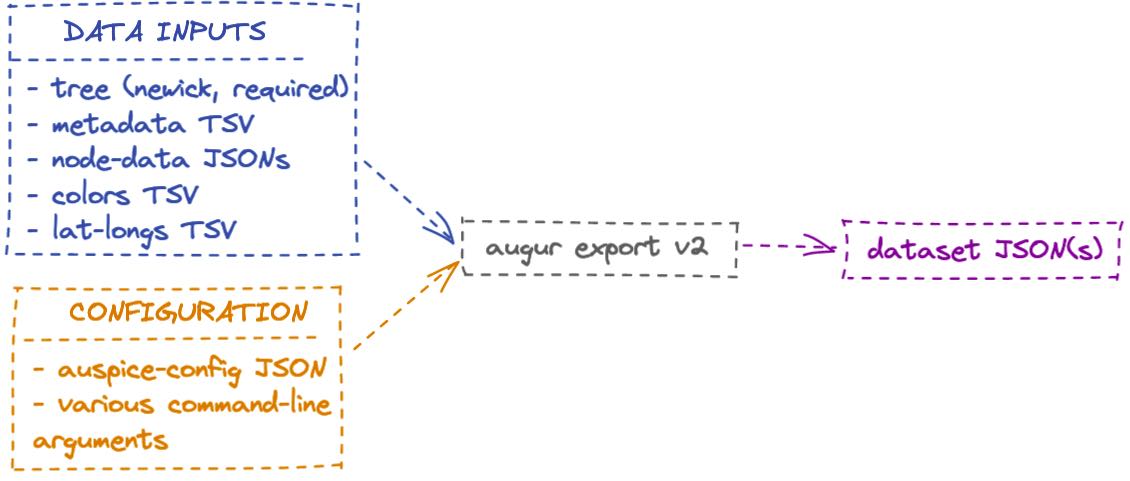 DATA INPUTS
- tree (newick, required)
- metadata TSV
- node-data JSONs
- colors TSV
- lat-longs TSV
CONFIGURATION
- auspice-config JSON
- various command-line
arguments
augur export v2
dataset JSON(s)